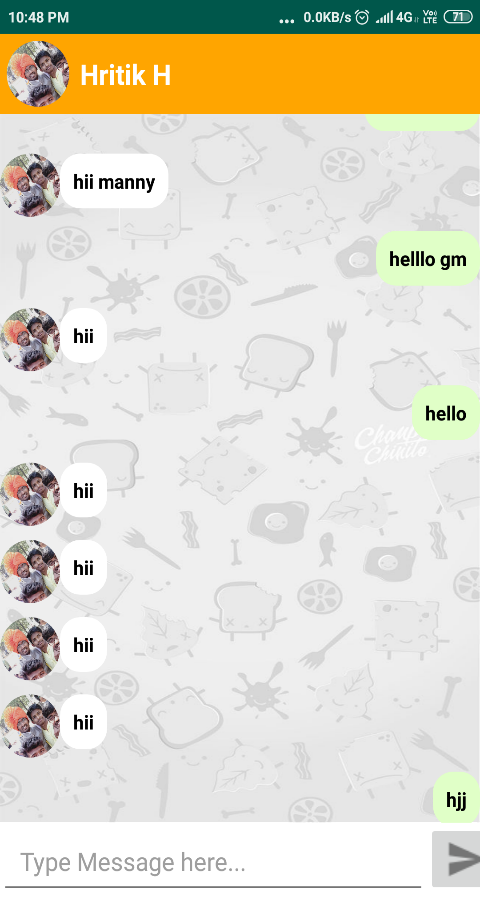 10:48 PM ... 0.0KB/s 4G Vo) LTE 71
Hritik H
hii manny
helllo gm
hii
hello
hii
hii
hii
hii
hjj
Type Message here...